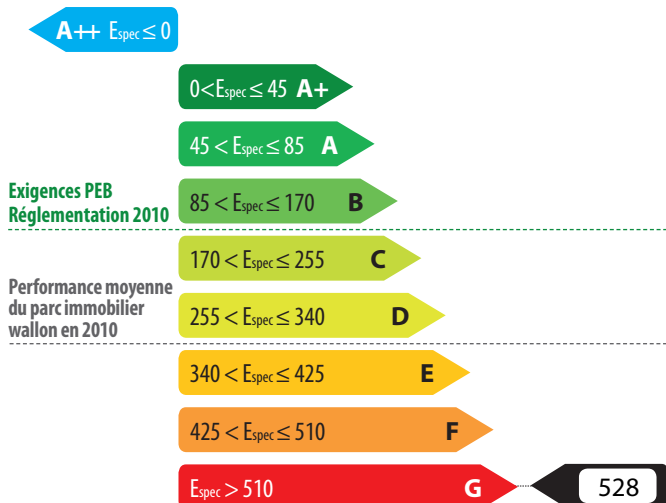 A++ Espec ≤ 0
0<Espec ≤ 45 A+
45 < Espec ≤ 85 A
Exigences PEB
Réglementation 2010
85 < Espec ≤ 170 B
170 < Espec ≤ 255 C
Performance moyenne
du parc immobilier
wallon en 2010
255 < Espec ≤ 340 D
340 < Espec ≤ 425 E
425 < Espec ≤ 510 F
Espec > 510 G
528